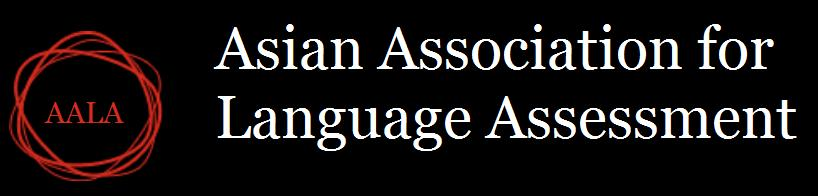 AALA
Asian Association for
Language Assessment